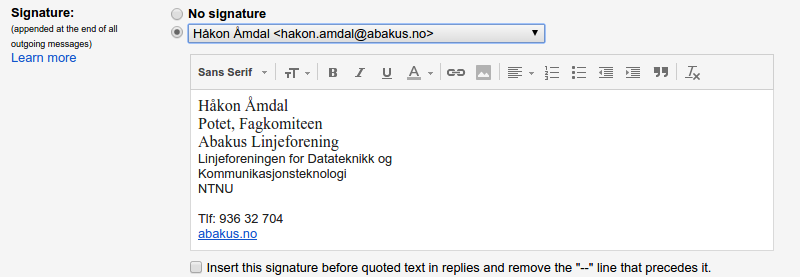 Signature:
(appended at the end of all
outgoing messages)
Learn more
No signature
Håkon Åmdal <hakon.amdal@abakus.no>
Sans Serif
Håkon Åmdal
Potet, Fagkomiteen
Abakus Linjeforening
Linjeforeningen for Datateknikk og
Kommunikasjonsteknologi
NTNU
Tlf: 936 32 704
abakus.no
Insert this signature before quoted text in replies and remove the "--" line that precedes it.